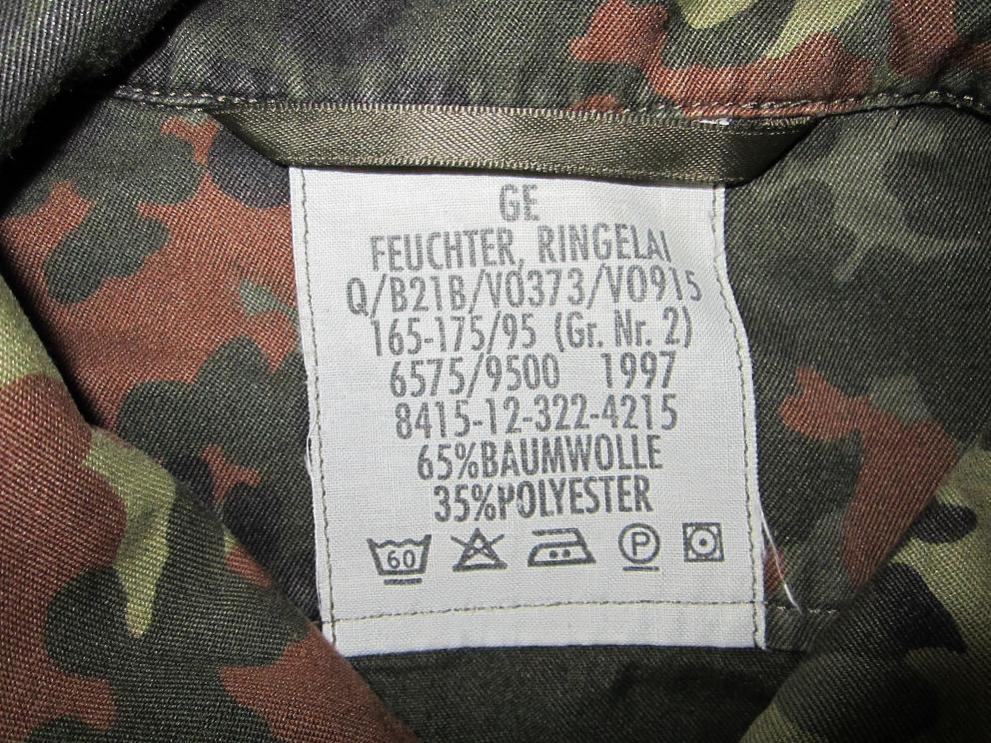 GE
FEUCHTER, RINGELAI
Q/B21B/V0373/V0915
165-175/95 (Gr. Nr. 2)
6575/9500 1997
8415-12-322-4215
65%BAUMWOLLE
35%POLYESTER
60 P